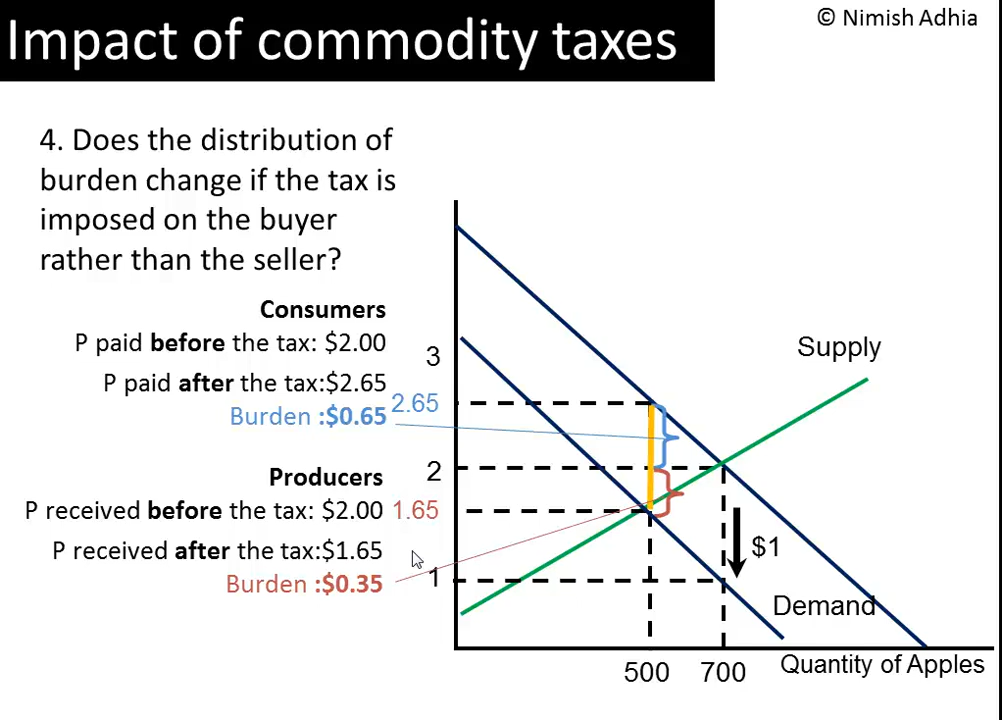 © Nimish Adhia
Impact of commodity taxes
4. Does the distribution of
burden change if the tax is
imposed on the buyer
rather than the seller?
Consumers
P paid before the tax: $2.00
P paid after the tax:$2.65
Burden :$0.65
Producers
P received before the tax: $2.00
P received after the tax:$1.65
Burden :$0.35
3
2.65
2
1.65
1
Supply
$1
Demand
500
700
Quantity of Apples